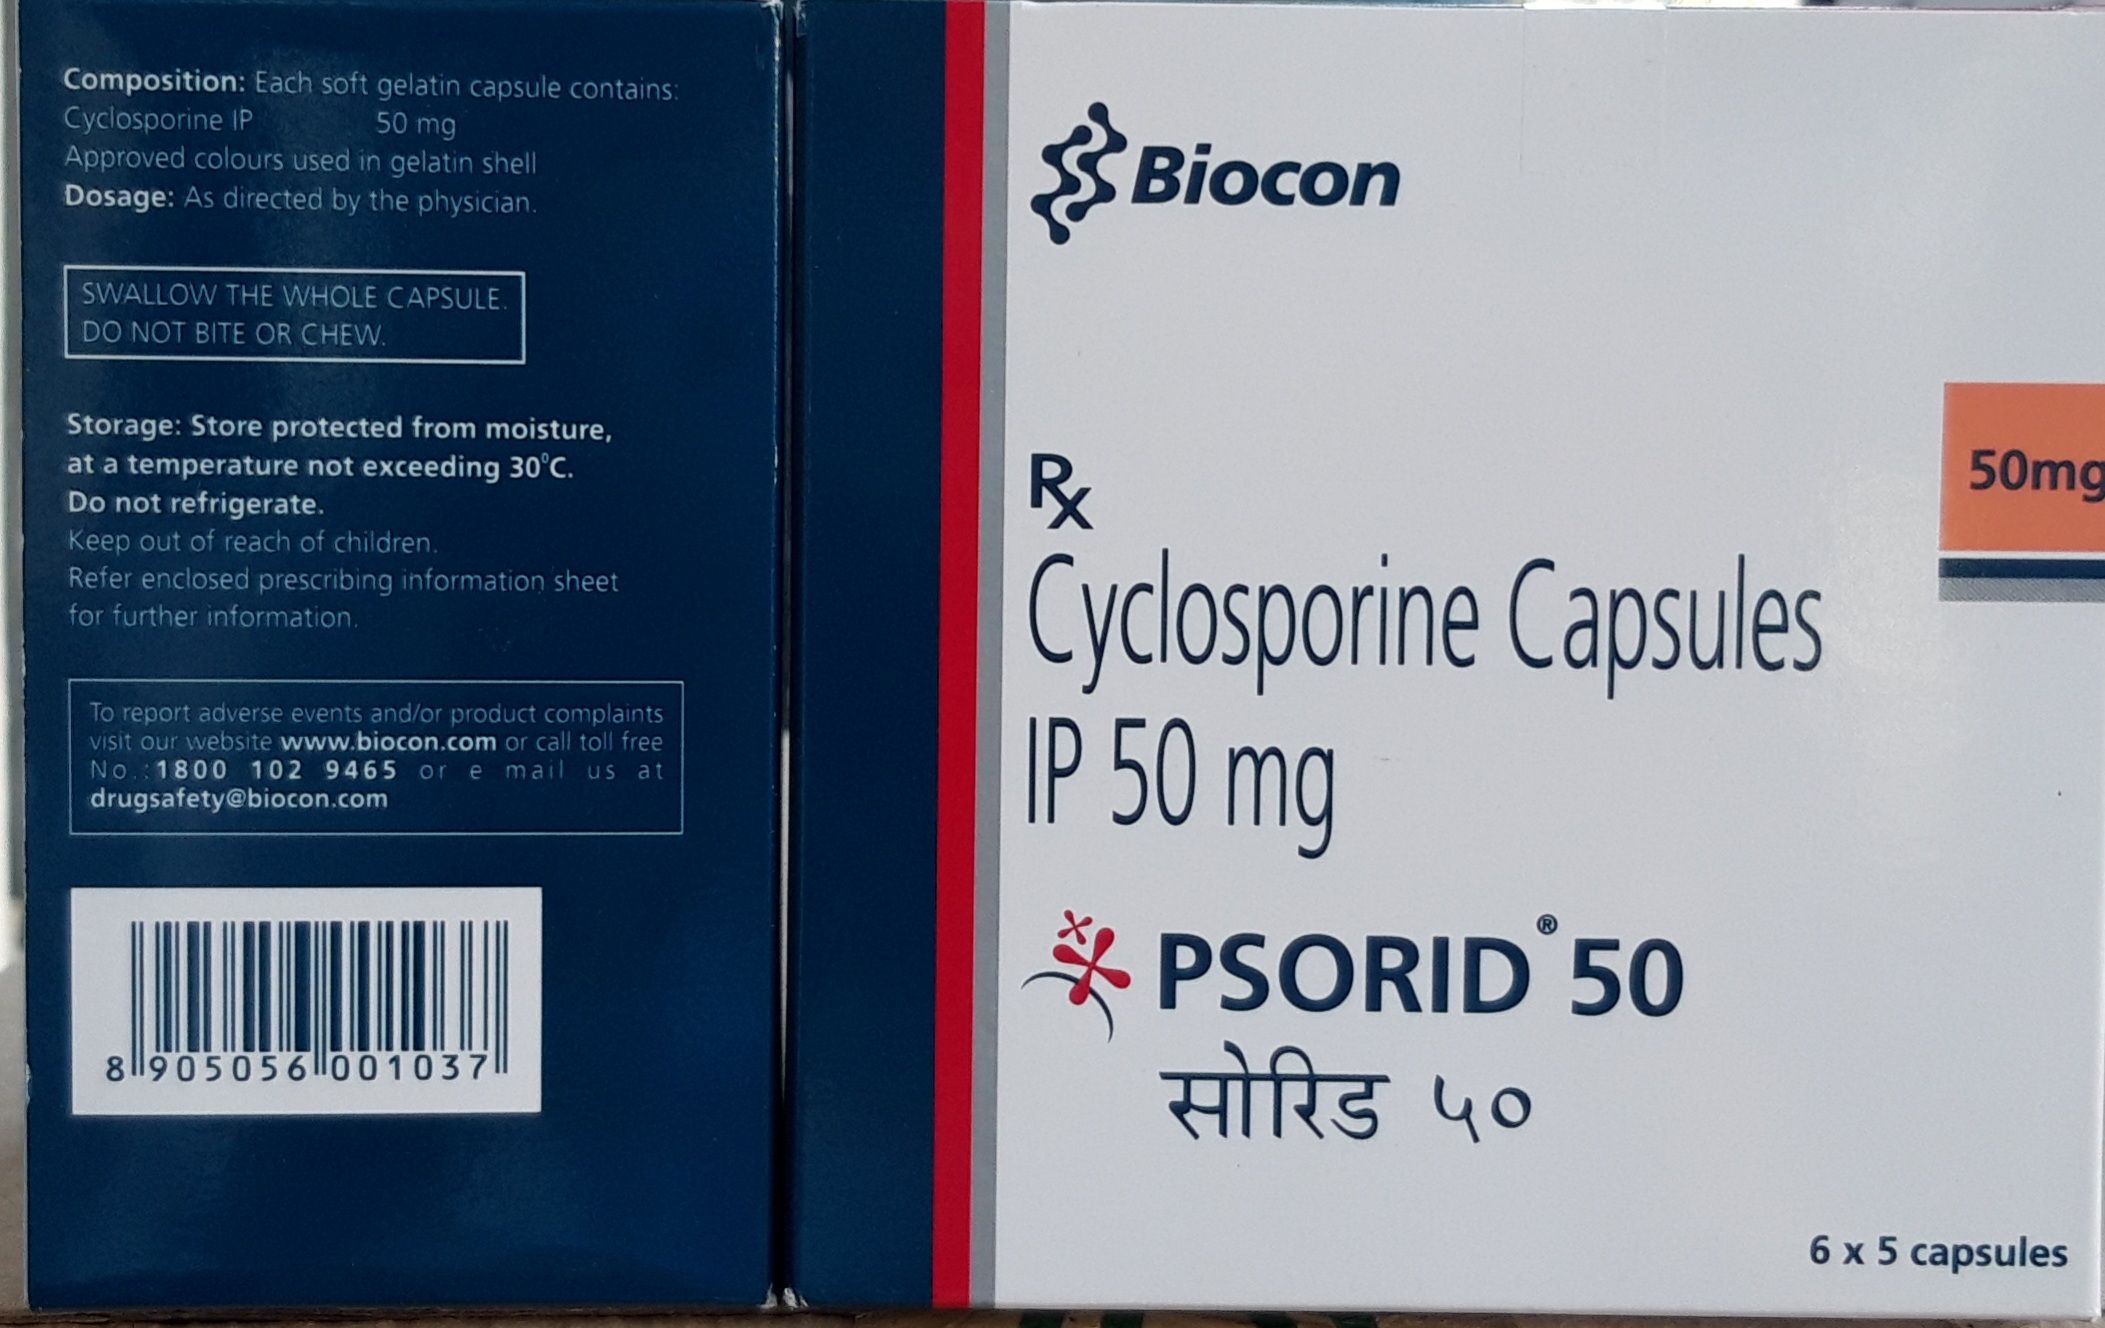 Composition: Each soft gelatin capsule contains:
Cyclosporine IP 50 mg
Approved colours used in gelatin shell
Dosage: As directed by the physician.
SWALLOW THE WHOLE CAPSULE.
DO NOT BITE OR CHEW.
Storage: Store protected from moisture,
at a temperature not exceeding 30°C.
Do not refrigerate.
Keep out of reach of children.
Refer enclosed prescribing information sheet
for further information.
To report adverse events and/or product complaints
visit our website www.biocon.com or call toll free
No.:1800 102 9465 or e mail us at
drugsafety@biocon.com
8 905056 001037
Biocon
50mg
Rx
Cyclosporine Capsules
IP 50 mg
PSORID® 50
सोरिड ५०
6 x 5 capsules